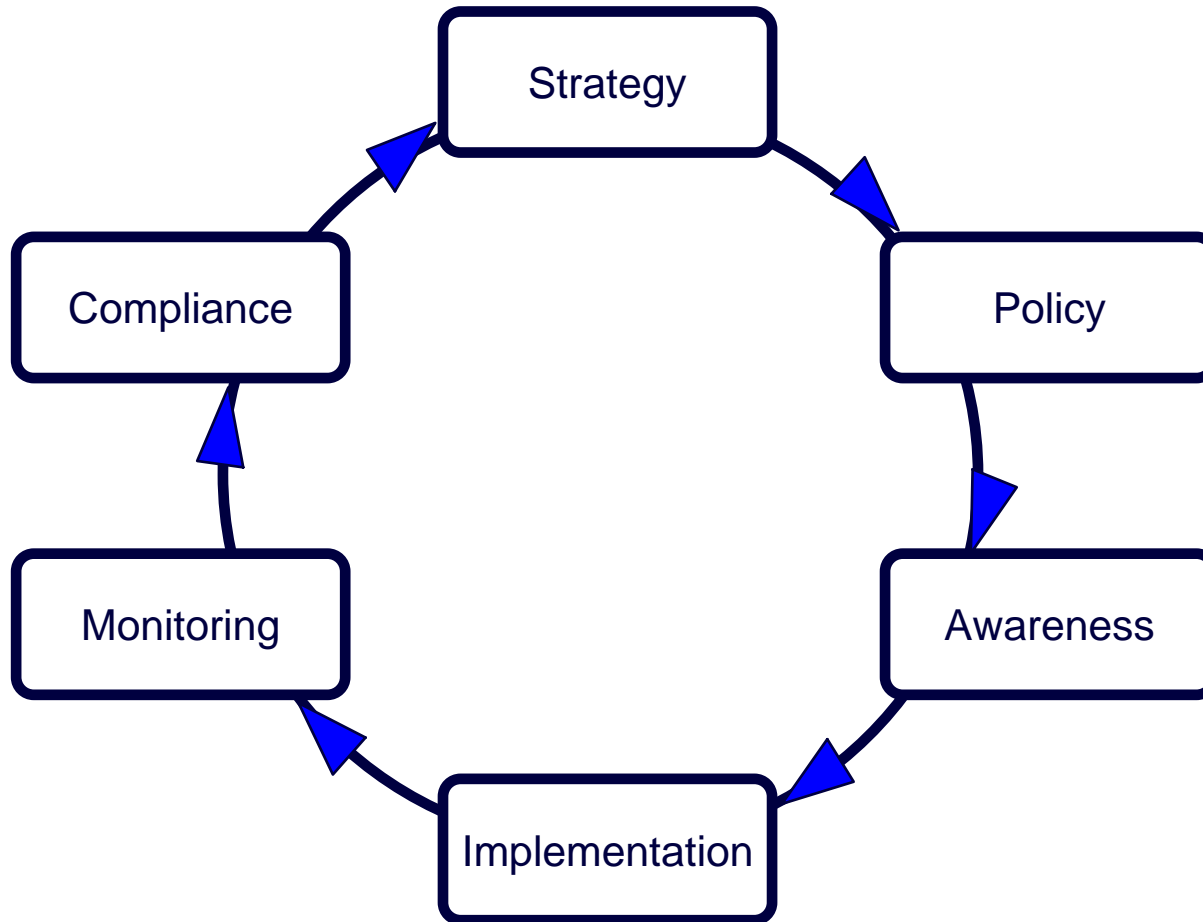 Strategy
Compliance
Policy
Monitoring
Awareness
Implementation